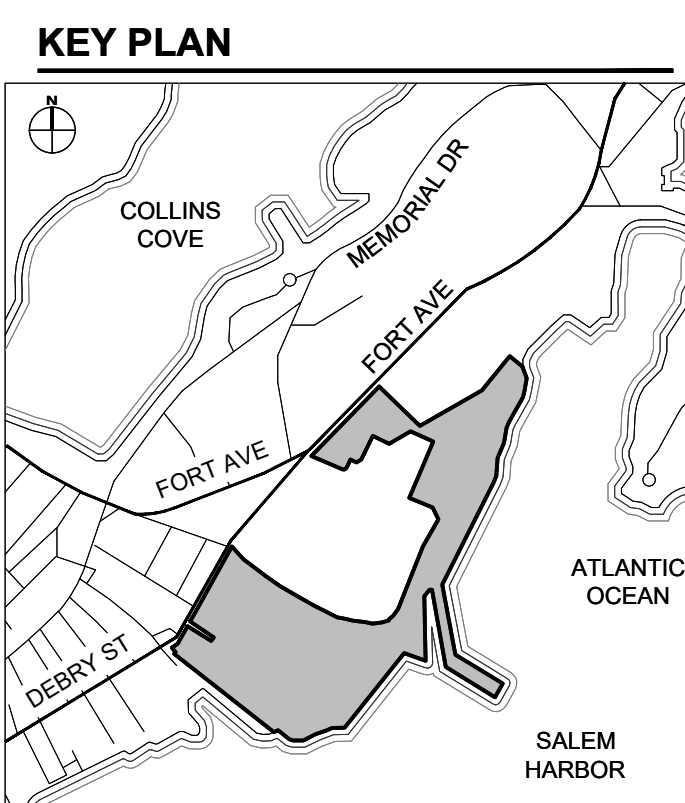 KEY PLAN
N
COLLINS
COVE
MEMORIAL DR
FORT AVE
FORT AVE
ATLANTIC
OCEAN
DEBRY ST
SALEM
HARBOR